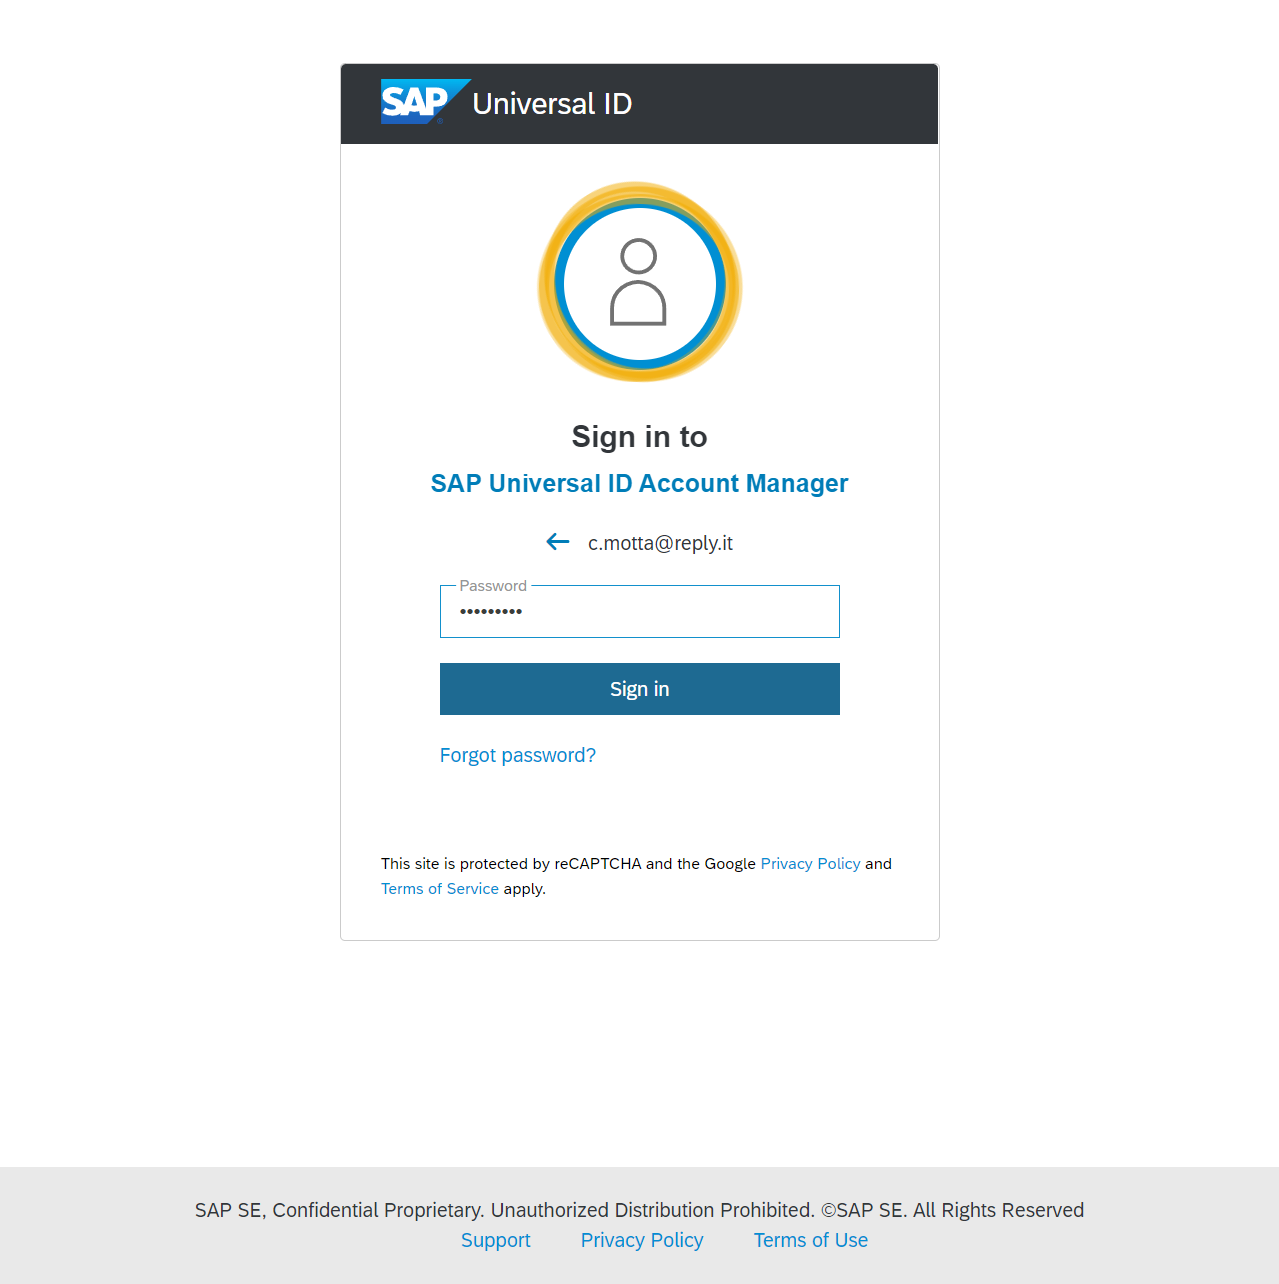 SAP Universal ID
Sign in to
SAP Universal ID Account Manager
c.motta@reply.it
Password
•••••••••
Sign in
Forgot password?
This site is protected by reCAPTCHA and the Google Privacy Policy and
Terms of Service apply.
SAP SE, Confidential Proprietary. Unauthorized Distribution Prohibited. ©SAP SE. All Rights Reserved
Support Privacy Policy Terms of Use